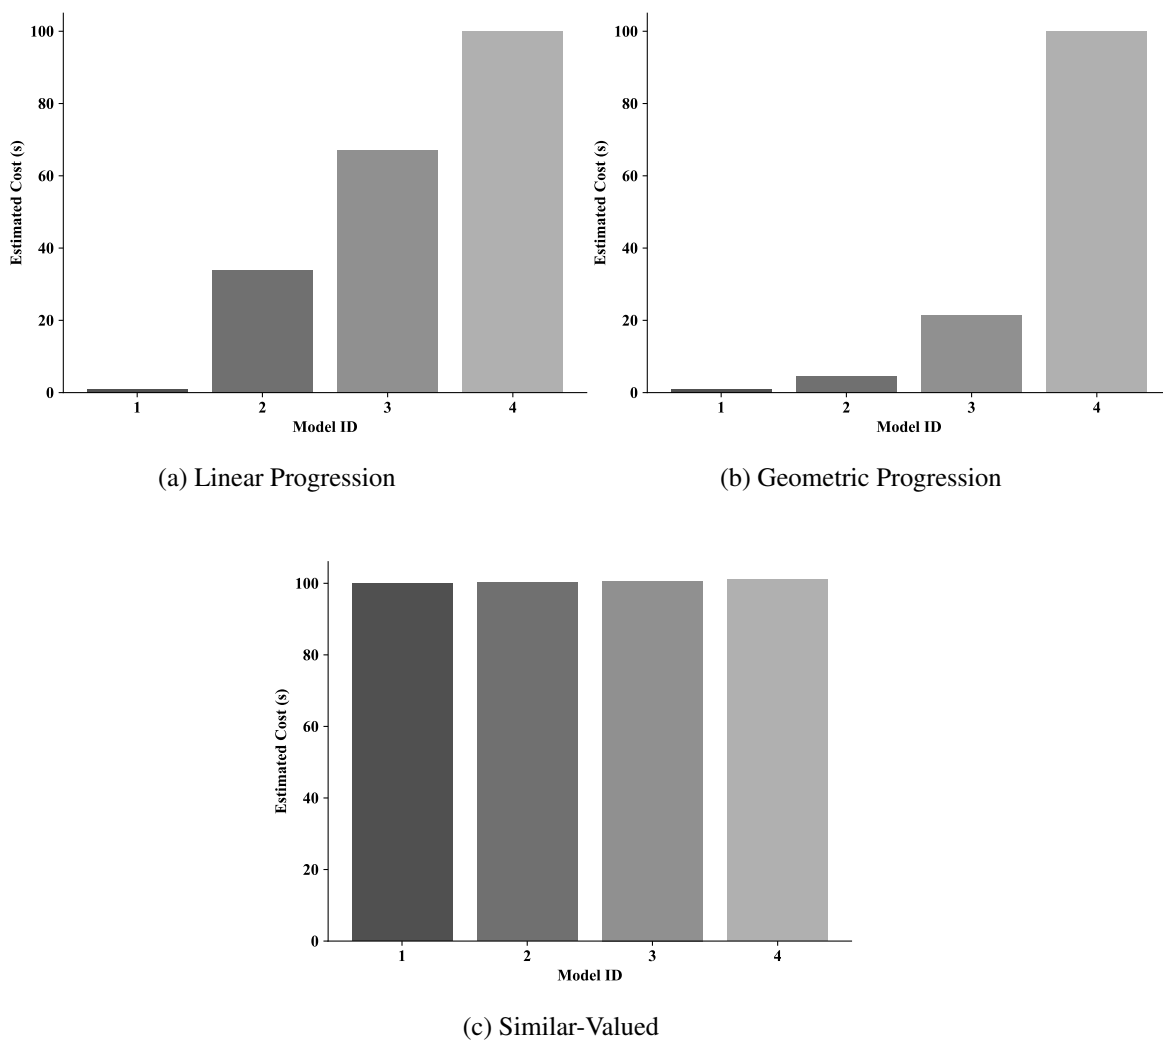 100
80
60
40
20
0
Estimated Cost (s)
1 2 3 4
Model ID
(a) Linear Progression
100
80
60
40
20
0
Estimated Cost (s)
1 2 3 4
Model ID
(b) Geometric Progression
100
80
60
40
20
0
Estimated Cost (s)
1 2 3 4
Model ID
(c) Similar-Valued